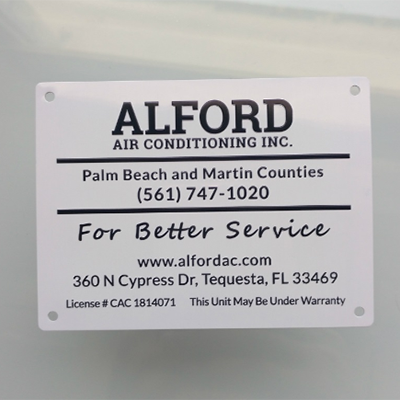 ALFORD
AIR CONDITIONING INC.
Palm Beach and Martin Counties
(561) 747-1020
For Better Service
www.alfordac.com
360 N Cypress Dr, Tequesta, FL 33469
License # CAC 1814071 This Unit May Be Under Warranty